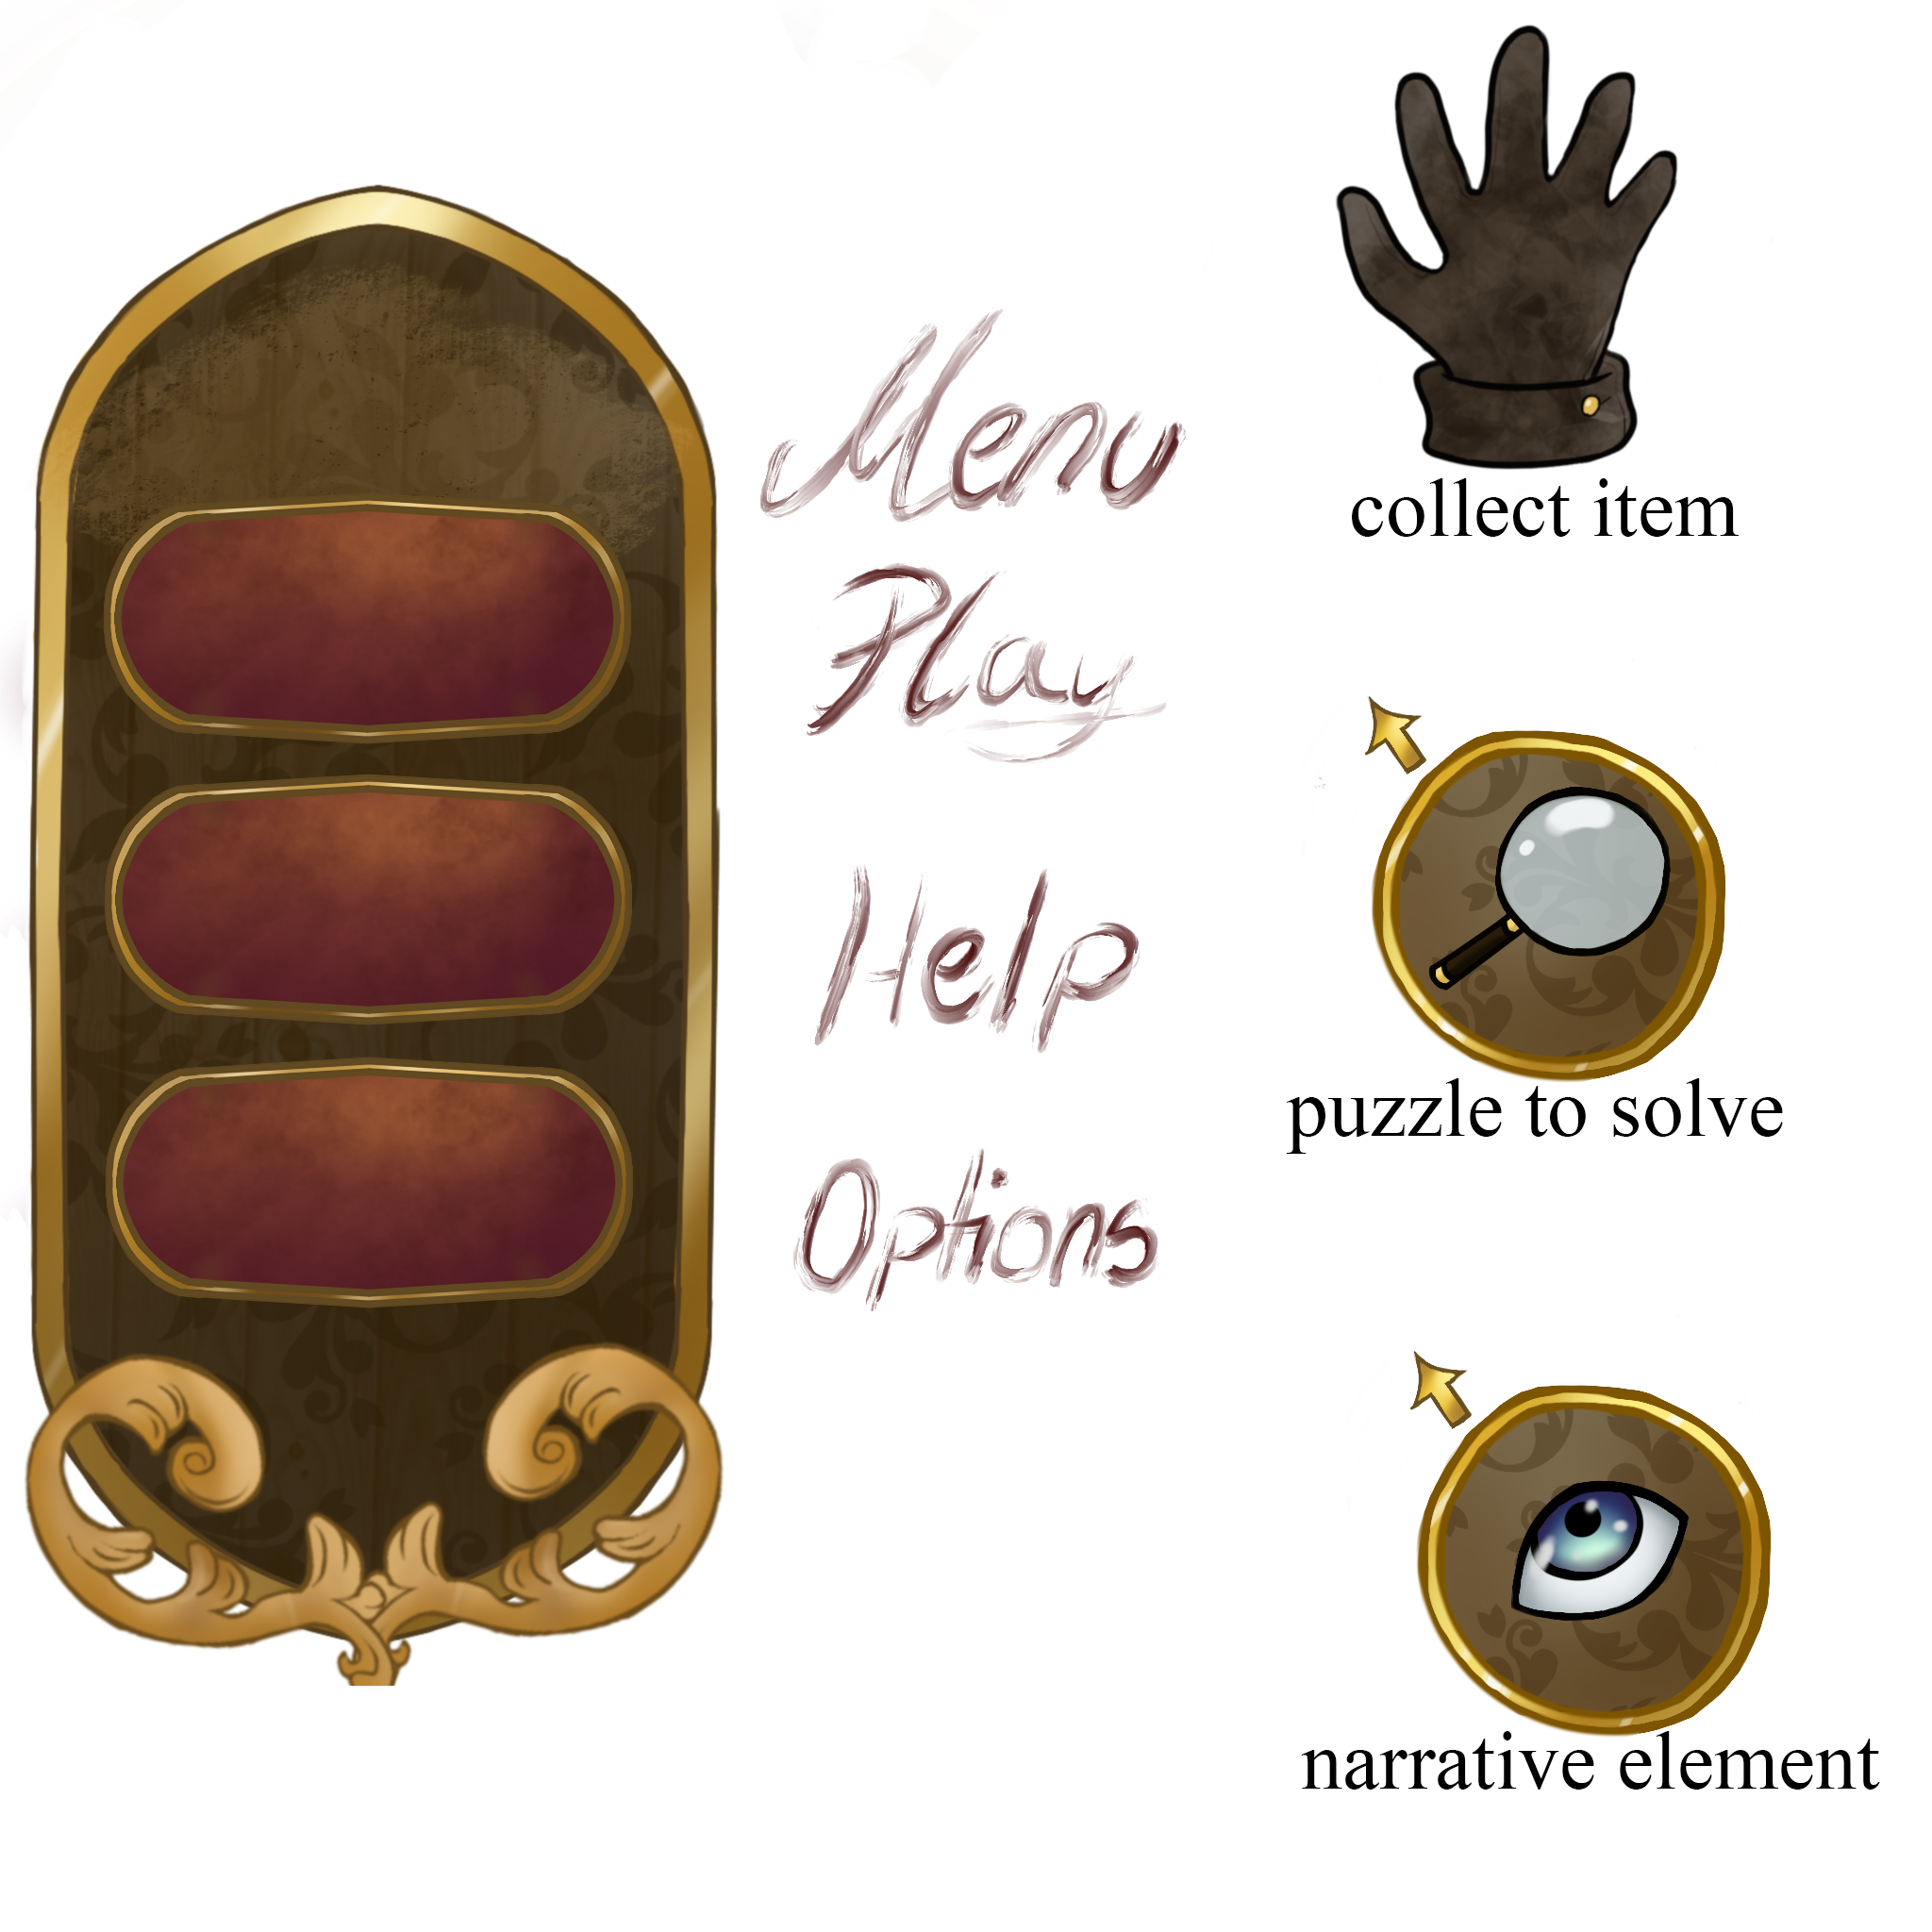 Menu
Play
Help
Options
collect item
puzzle to solve
narrative element